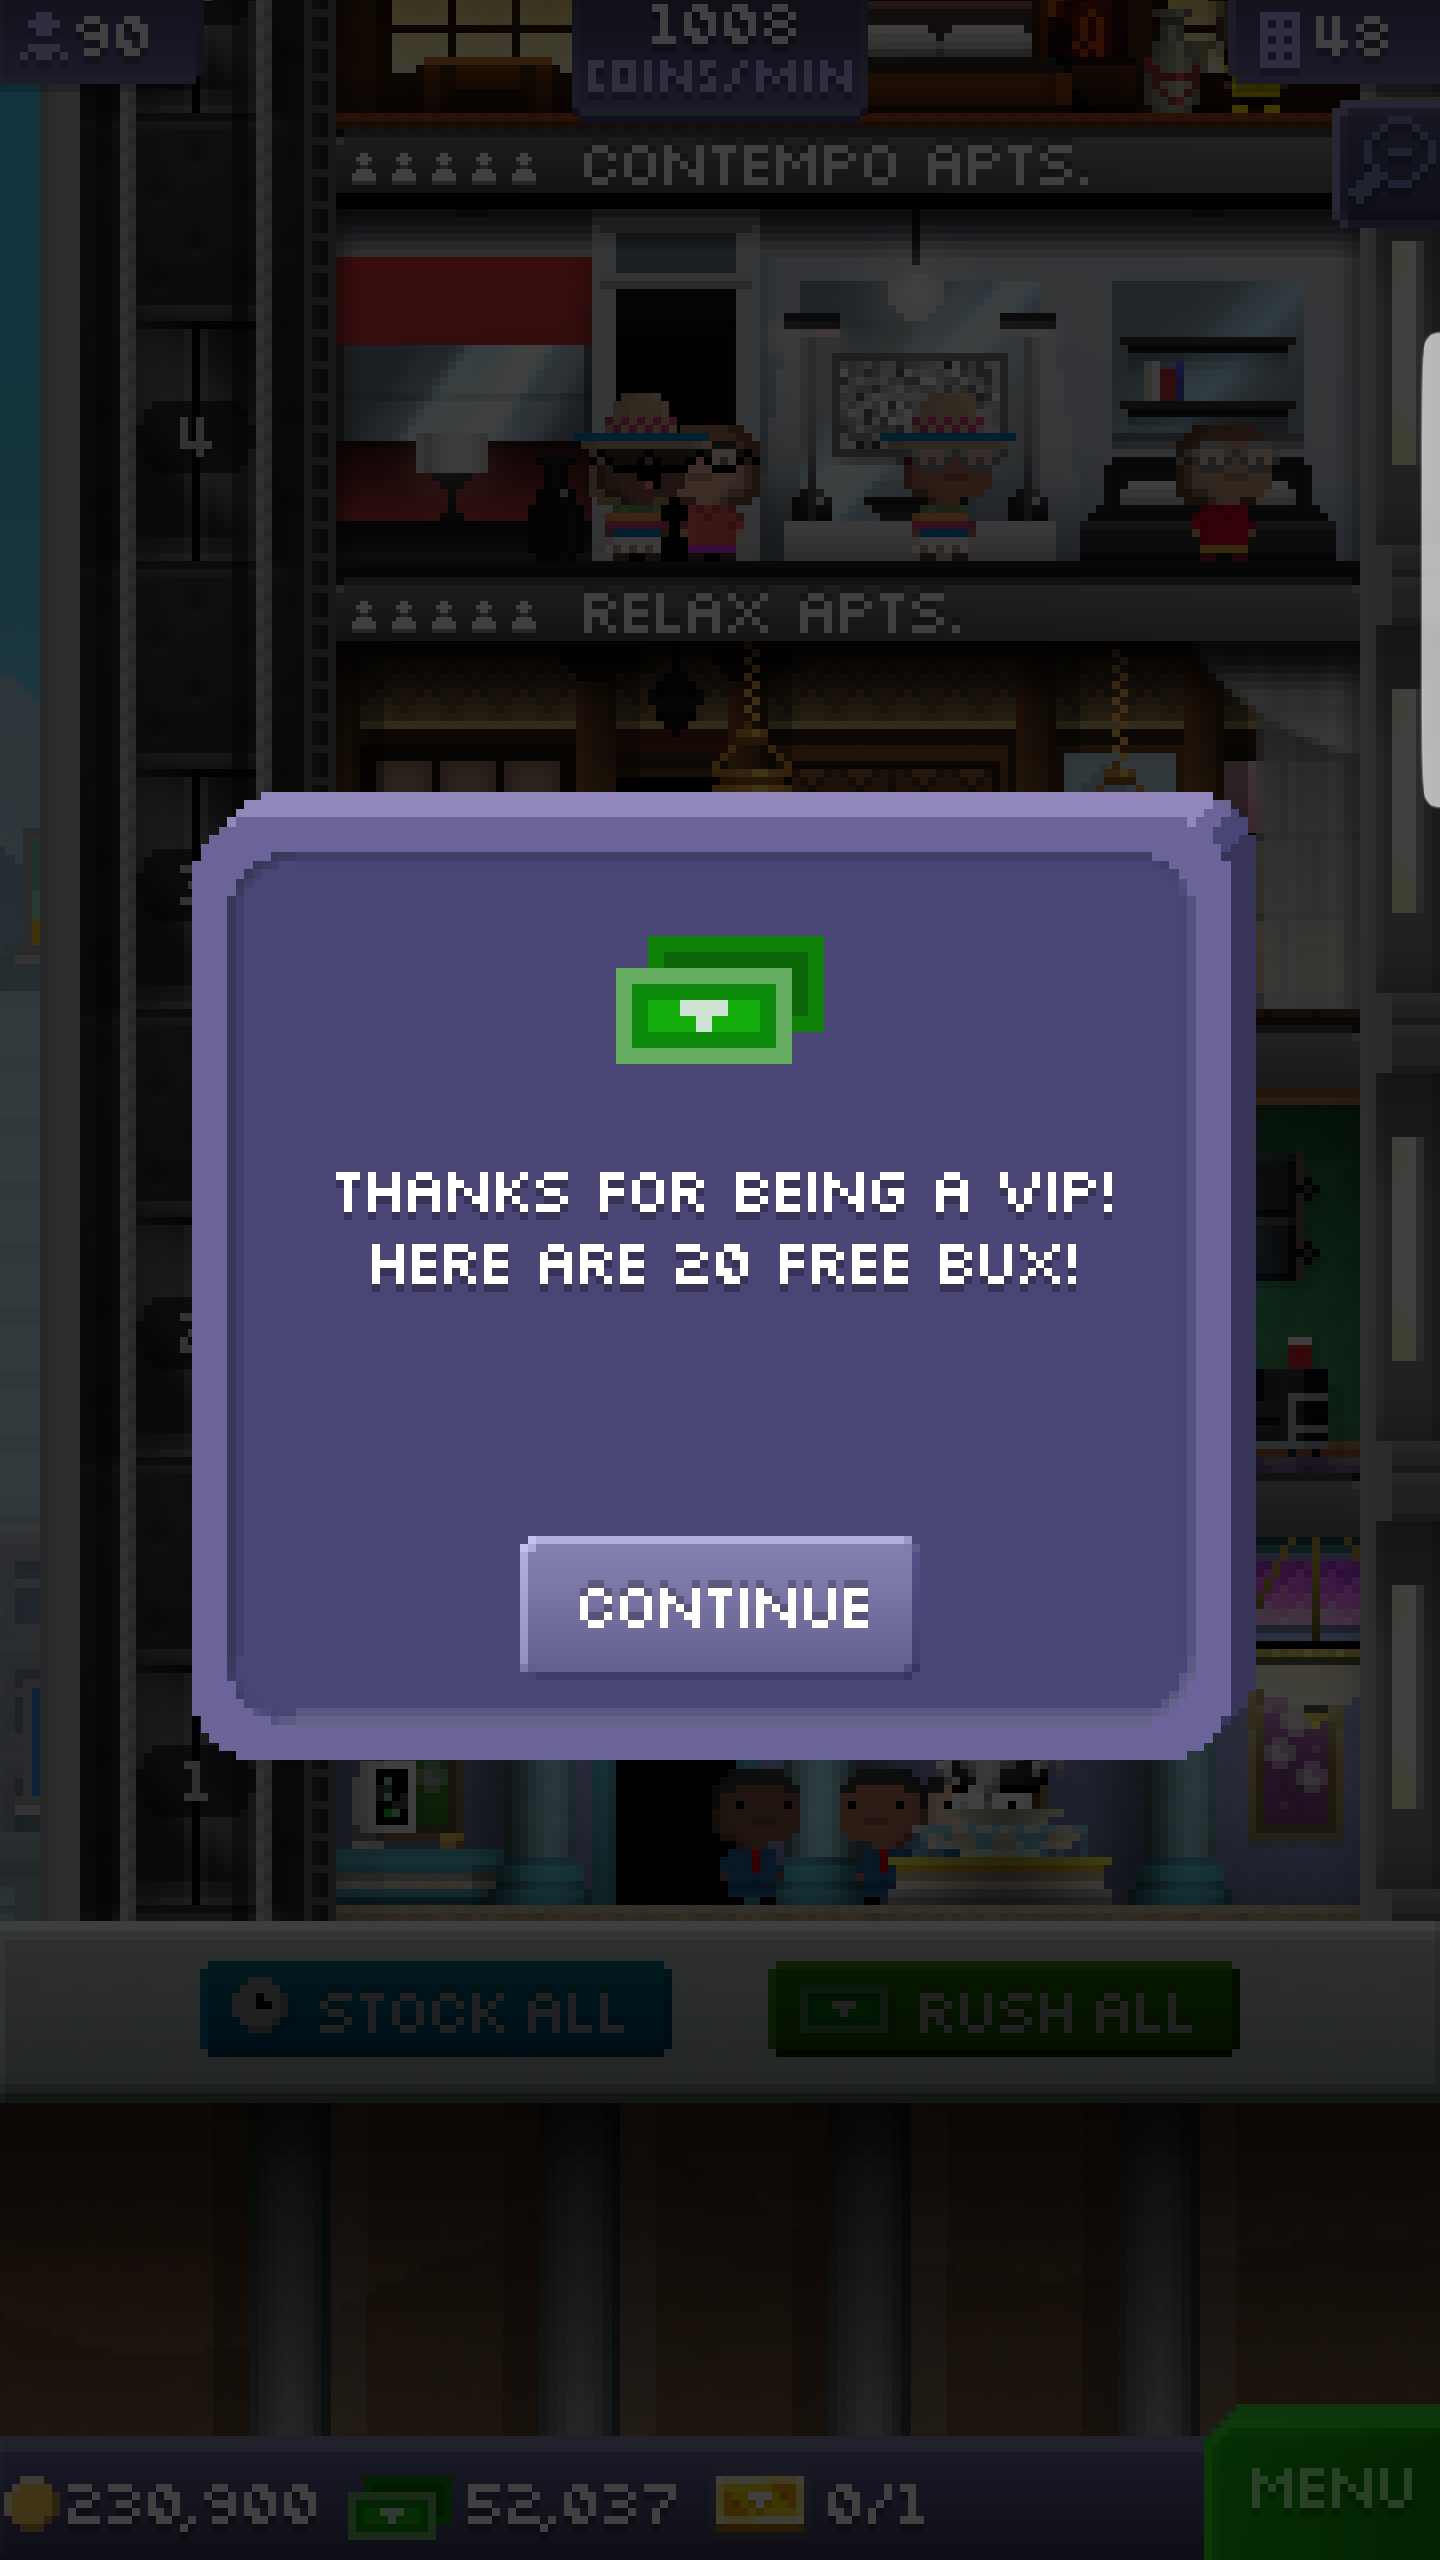 90
1008
COINS/MIN
48
CONTEMPO APTS.
4
RELAX APTS.
THANKS FOR BEING A VIP!
HERE ARE 20 FREE BUX!
CONTINUE
1
STOCK ALL
RUSH ALL
230,900
52,037
0/1
MENU